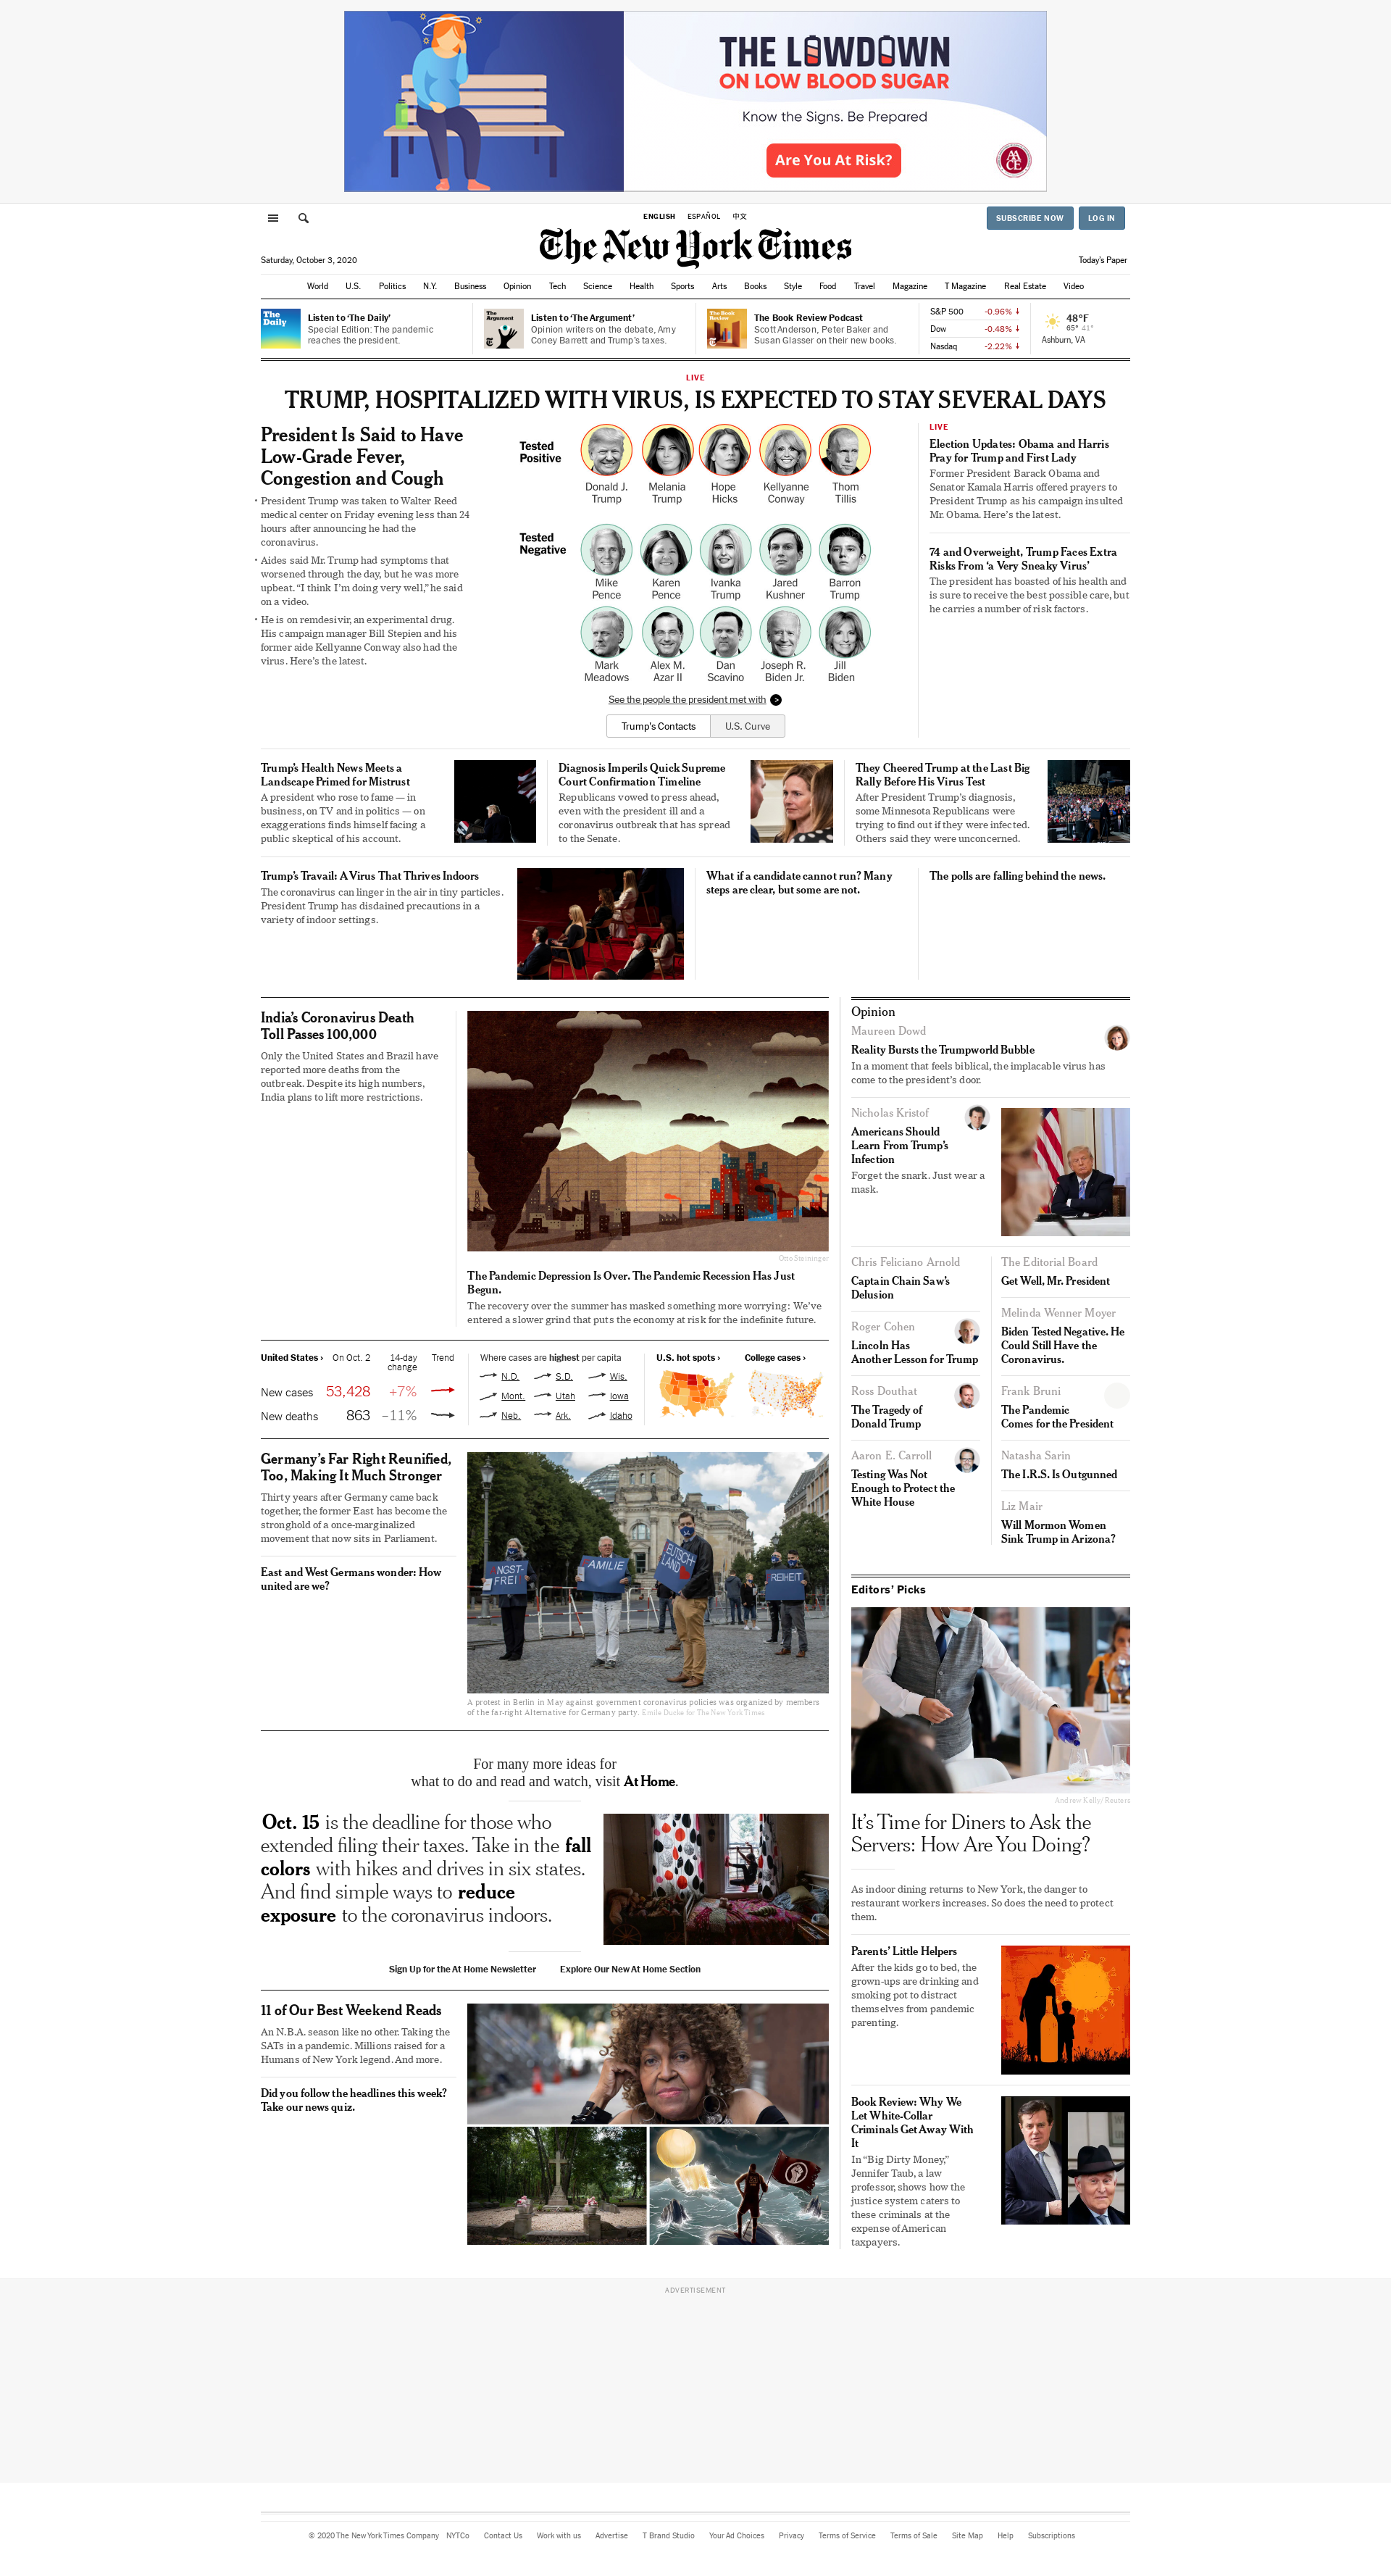 THE LOWDOWN
ON LOW BLOOD SUGAR
Know the Signs. Be Prepared
Are You At Risk?
AACE
ENGLISH ESPAÑOL 中文
SUBSCRIBE NOW LOG IN
The New York Times
Saturday, October 3, 2020
Today's Paper
World U.S. Politics N.Y. Business Opinion Tech Science Health Sports Arts Books Style Food Travel Magazine T Magazine Real Estate Video
The Daily
Listen to 'The Daily'
Special Edition: The pandemic
reaches the president.
The Argument
Listen to 'The Argument'
Opinion writers on the debate, Amy
Coney Barrett and Trump's taxes.
The Book Review
The Book Review Podcast
Scott Anderson, Peter Baker and
Susan Glasser on their new books.
S&P 500 -0.96% ↓
Dow -0.48% ↓
Nasdaq -2.22% ↓
48°F
65° 41°
Ashburn, VA
LIVE
TRUMP, HOSPITALIZED WITH VIRUS, IS EXPECTED TO STAY SEVERAL DAYS
President Is Said to Have
Low-Grade Fever,
Congestion and Cough
• President Trump was taken to Walter Reed
medical center on Friday evening less than 24
hours after announcing he had the
coronavirus.
• Aides said Mr. Trump had symptoms that
worsened through the day, but he was more
upbeat. “I think I’m doing very well,” he said
on a video.
• He is on remdesivir, an experimental drug.
His campaign manager Bill Stepien and his
former aide Kellyanne Conway also had the
virus. Here’s the latest.
Tested
Positive
Donald J.
Trump
Melania
Trump
Hope
Hicks
Kellyanne
Conway
Thom
Tillis
Tested
Negative
Mike
Pence
Karen
Pence
Ivanka
Trump
Jared
Kushner
Barron
Trump
Mark
Meadows
Alex M.
Azar II
Dan
Scavino
Joseph R.
Biden Jr.
Jill
Biden
See the people the president met with
Trump’s Contacts U.S. Curve
LIVE
Election Updates: Obama and Harris
Pray for Trump and First Lady
Former President Barack Obama and
Senator Kamala Harris offered prayers to
President Trump as his campaign insulted
Mr. Obama. Here’s the latest.
74 and Overweight, Trump Faces Extra
Risks From ‘a Very Sneaky Virus’
The president has boasted of his health and
is sure to receive the best possible care, but
he carries a number of risk factors.
Trump’s Health News Meets a
Landscape Primed for Mistrust
A president who rose to fame — in
business, on TV and in politics — on
exaggerations finds himself facing a
public skeptical of his account.
Diagnosis Imperils Quick Supreme
Court Confirmation Timeline
Republicans vowed to press ahead,
even with the president ill and a
coronavirus outbreak that has spread
to the Senate.
They Cheered Trump at the Last Big
Rally Before His Virus Test
After President Trump’s diagnosis,
some Minnesota Republicans were
trying to find out if they were infected.
Others said they were unconcerned.
Trump’s Travail: A Virus That Thrives Indoors
The coronavirus can linger in the air in tiny particles.
President Trump has disdained precautions in a
variety of indoor settings.
What if a candidate cannot run? Many
steps are clear, but some are not.
The polls are falling behind the news.
India’s Coronavirus Death
Toll Passes 100,000
Only the United States and Brazil have
reported more deaths from the
outbreak. Despite its high numbers,
India plans to lift more restrictions.
Otto Steininger
The Pandemic Depression Is Over. The Pandemic Recession Has Just
Begun.
The recovery over the summer has masked something more worrying: We’ve
entered a slower grind that puts the economy at risk for the indefinite future.
United States › On Oct. 2 14-day change Trend
New cases 53,428 +7%
New deaths 863 –11%
Where cases are highest per capita
N.D. S.D. Wis.
Mont. Utah Iowa
Neb. Ark. Idaho
U.S. hot spots › College cases ›
Germany’s Far Right Reunified,
Too, Making It Much Stronger
Thirty years after Germany came back
together, the former East has become the
stronghold of a once-marginalized
movement that now sits in Parliament.
East and West Germans wonder: How
united are we?
NGST-
FREI
AMILIE
EUTSCH-
LAND
REIHEIT
A protest in Berlin in May against government coronavirus policies was organized by members
of the far-right Alternative for Germany party. Emile Ducke for The New York Times
For many more ideas for
what to do and read and watch, visit At Home.
Oct. 15 is the deadline for those who
extended filing their taxes. Take in the fall
colors with hikes and drives in six states.
And find simple ways to reduce
exposure to the coronavirus indoors.
Sign Up for the At Home Newsletter Explore Our New At Home Section
11 of Our Best Weekend Reads
An N.B.A. season like no other. Taking the
SATs in a pandemic. Millions raised for a
Humans of New York legend. And more.
Did you follow the headlines this week?
Take our news quiz.
Opinion
Maureen Dowd
Reality Bursts the Trumpworld Bubble
In a moment that feels biblical, the implacable virus has
come to the president’s door.
Nicholas Kristof
Americans Should
Learn From Trump’s
Infection
Forget the snark. Just wear a
mask.
Chris Feliciano Arnold
Captain Chain Saw’s
Delusion
Roger Cohen
Lincoln Has
Another Lesson for Trump
Ross Douthat
The Tragedy of
Donald Trump
Aaron E. Carroll
Testing Was Not
Enough to Protect the
White House
The Editorial Board
Get Well, Mr. President
Melinda Wenner Moyer
Biden Tested Negative. He
Could Still Have the
Coronavirus.
Frank Bruni
The Pandemic
Comes for the President
Natasha Sarin
The I.R.S. Is Outgunned
Liz Mair
Will Mormon Women
Sink Trump in Arizona?
Editors’ Picks
Andrew Kelly/Reuters
It’s Time for Diners to Ask the
Servers: How Are You Doing?
As indoor dining returns to New York, the danger to
restaurant workers increases. So does the need to protect
them.
Parents’ Little Helpers
After the kids go to bed, the
grown-ups are drinking and
smoking pot to distract
themselves from pandemic
parenting.
Book Review: Why We
Let White-Collar
Criminals Get Away With
It
In “Big Dirty Money,”
Jennifer Taub, a law
professor, shows how the
justice system caters to
these criminals at the
expense of American
taxpayers.
ADVERTISEMENT
© 2020 The New York Times Company NYTCo Contact Us Work with us Advertise T Brand Studio Your Ad Choices Privacy Terms of Service Terms of Sale Site Map Help Subscriptions